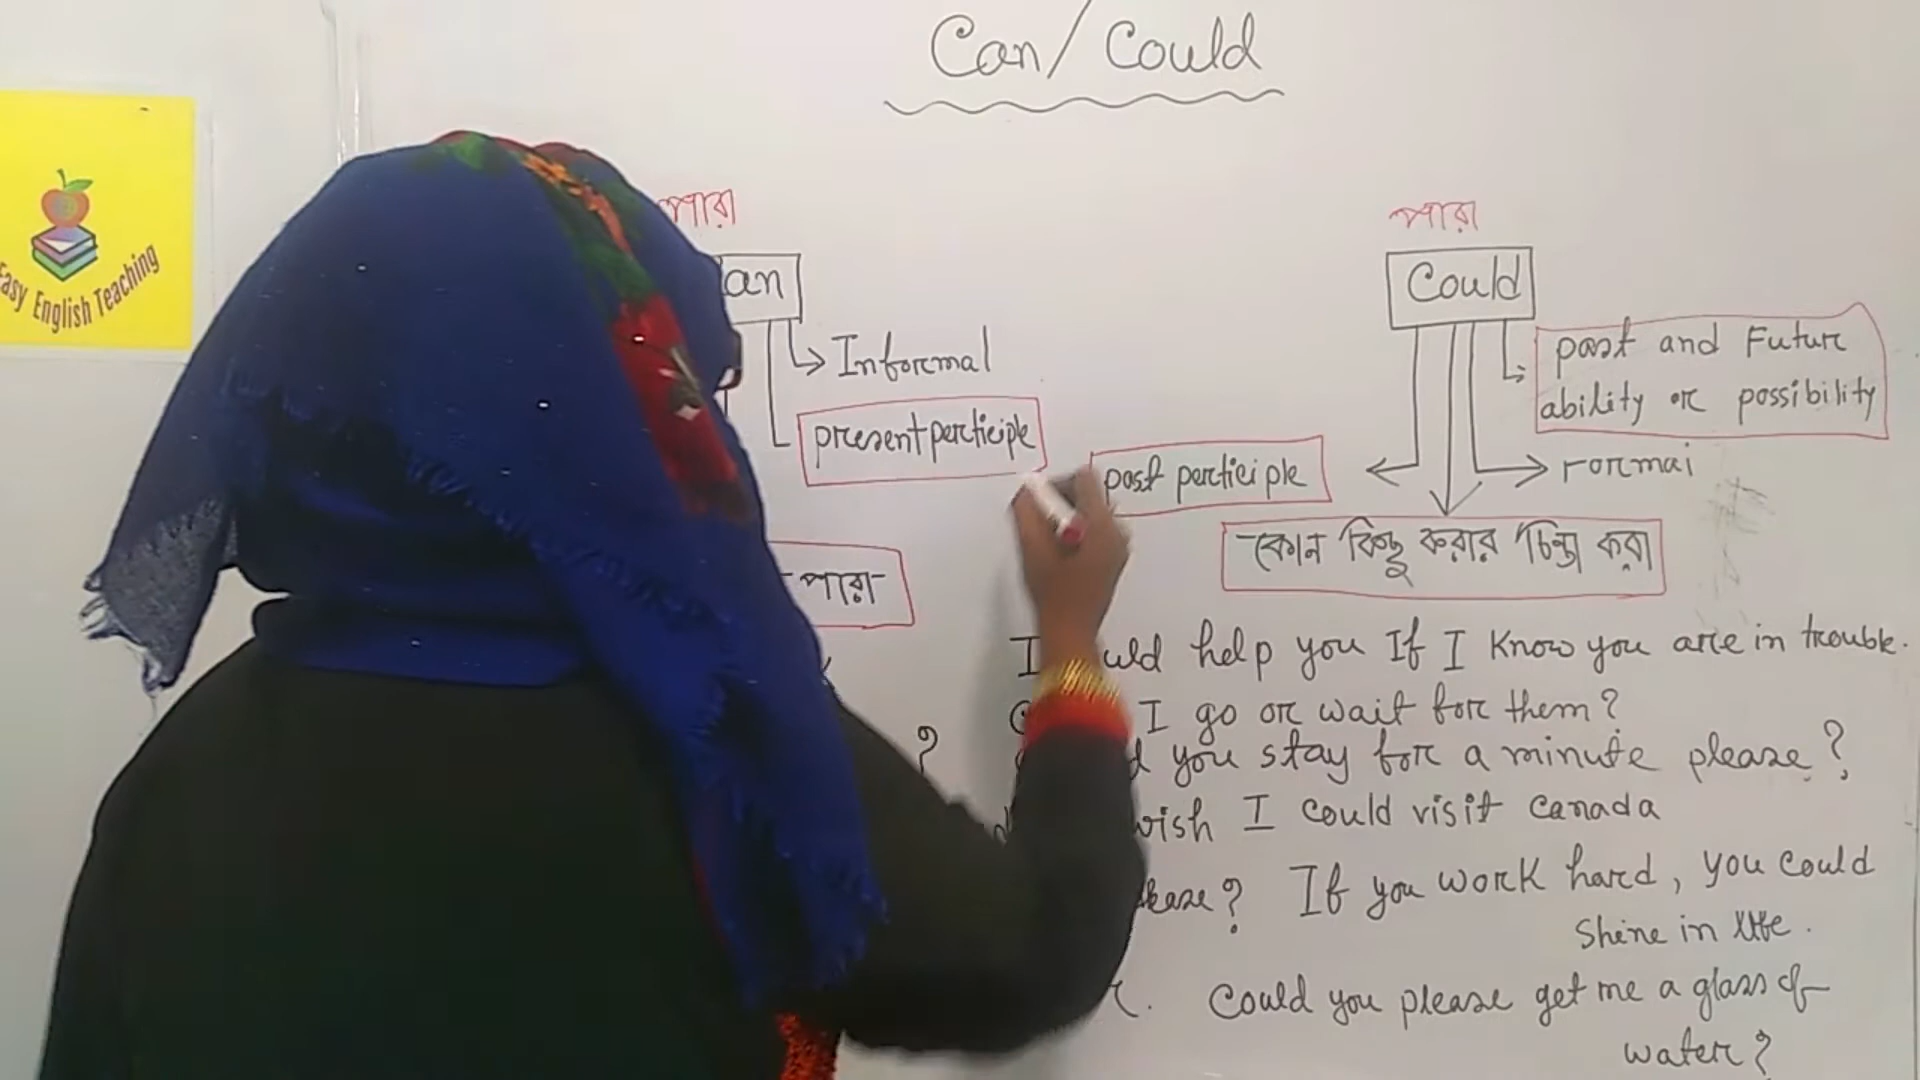 Can/Could
Easy English Teaching
পারা
পারা
an
Could
Informal
past and Future
ability or possibility
present perticiple
past perticiple
Formal
কোন কিছু করার চিন্তা করা
পারা
I uld help you If I know you are in trouble.
I go or wait for them?
?
d you stay for a minute please?
wish I could visit Canada
ease? If you work hard, you could
shine in life.
r. Could you please get me a glass of
water?